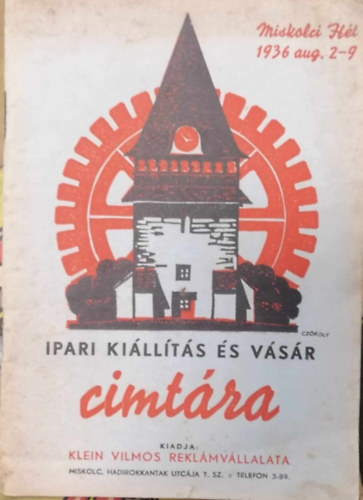 Miskolci Hét
1936 aug. 2-9
CZÓKOLY
IPARI KIÁLLÍTÁS ÉS VÁSÁR
cimtára
KIADJA:
KLEIN VILMOS REKLÁMVÁLLALATA
MISKOLC, HADIROKKANTAK UTCÁJA 7. SZ. TELEFON 3-89.